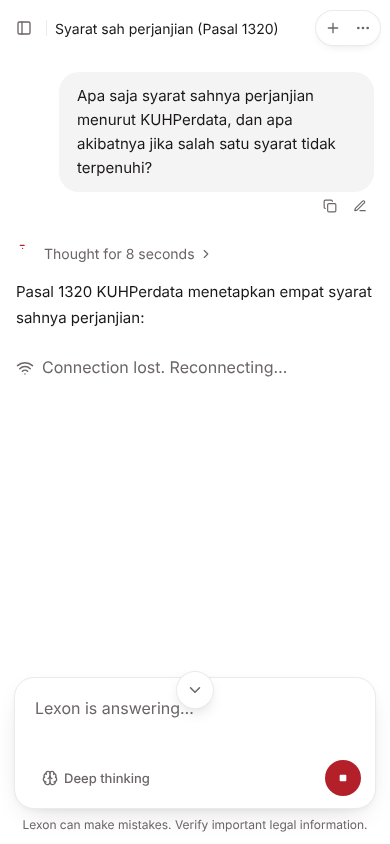 Syarat sah perjanjian (Pasal 1320)
Apa saja syarat sahnya perjanjian
menurut KUHPerdata, dan apa
akibatnya jika salah satu syarat tidak
terpenuhi?
Thought for 8 seconds
Pasal 1320 KUHPerdata menetapkan empat syarat
sahnya perjanjian:
Connection lost. Reconnecting...
Lexon is answering...
Deep thinking
Lexon can make mistakes. Verify important legal information.